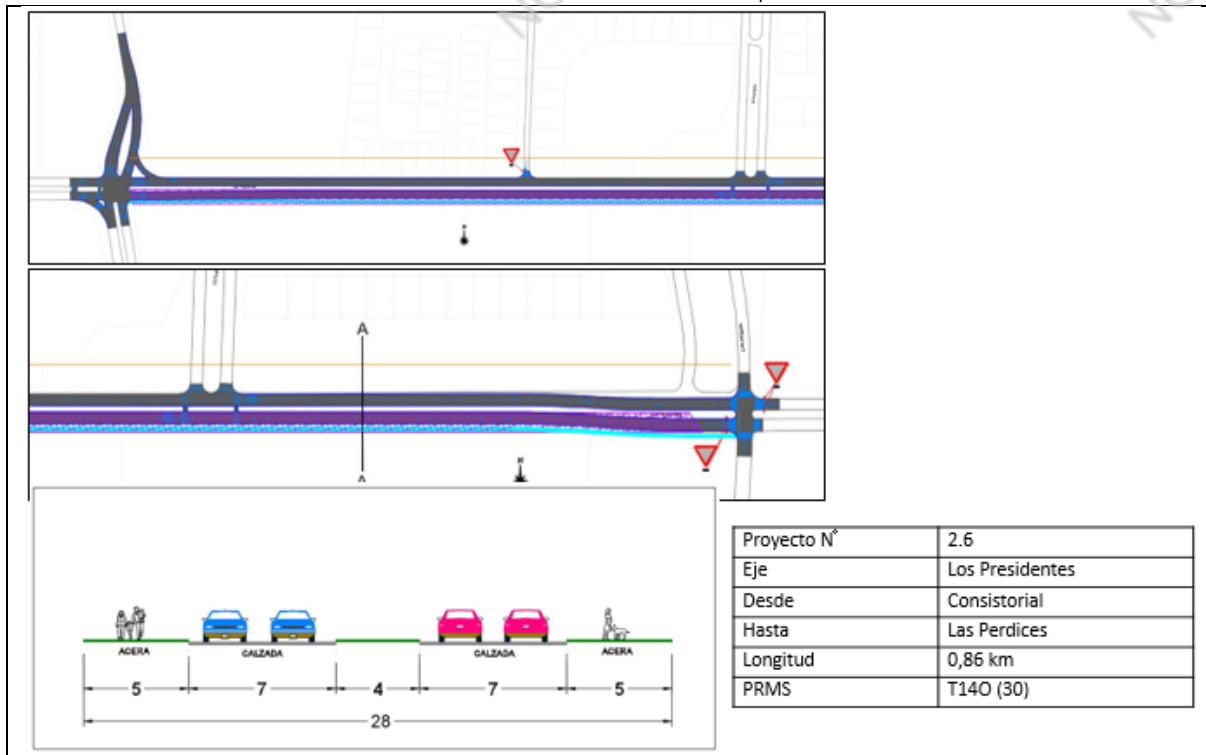 A
A
N
ACERA
CALZADA
CALZADA
ACERA
5
7
4
7
5
28
Proyecto N° 2.6
Eje Los Presidentes
Desde Consistorial
Hasta Las Perdices
Longitud 0,86 km
PRMS T14O (30)